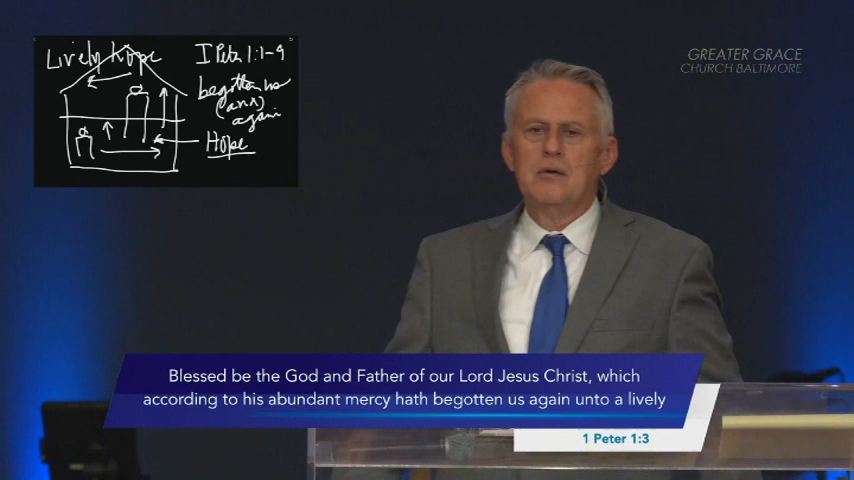 Lively Hope
I Peter 1:1-9
begotten us
again
Hope
GREATER GRACE
CHURCH BALTIMORE
Blessed be the God and Father of our Lord Jesus Christ, which
according to his abundant mercy hath begotten us again unto a lively
1 Peter 1:3